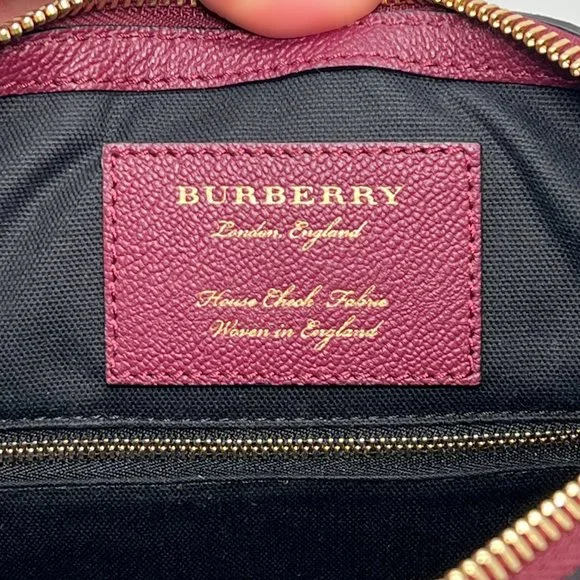 BURBERRY
London, England
House Check Fabric
Woven in England